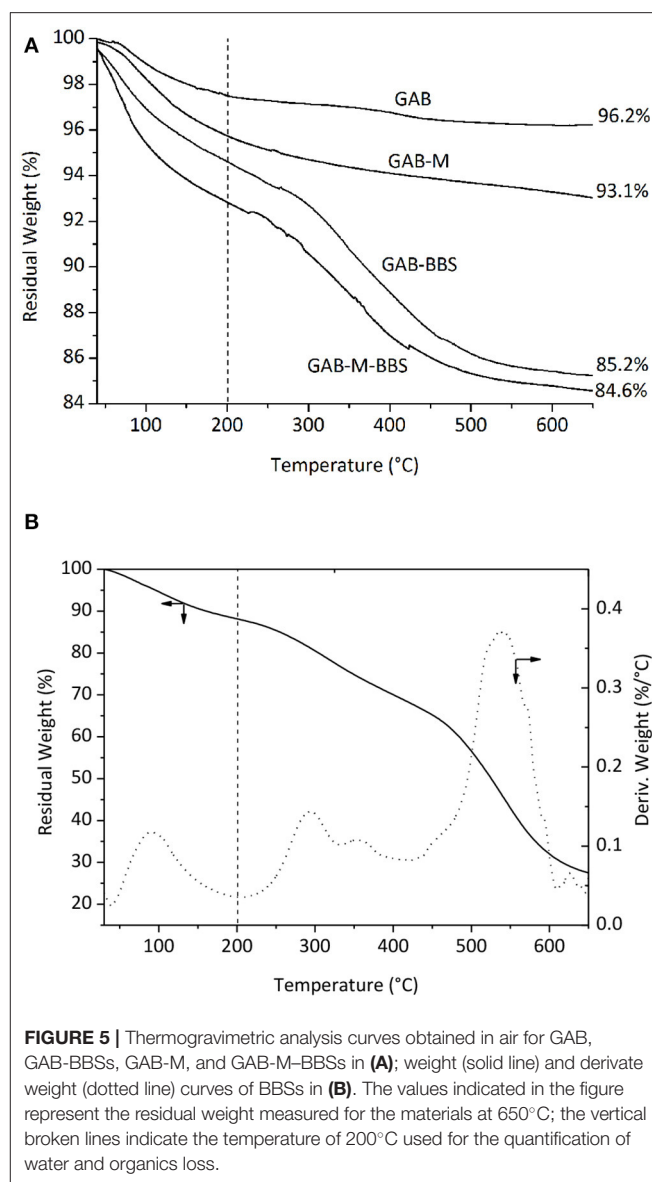 A
100
98
96
94
92
90
88
86
84
Residual Weight (%)
GAB
96.2%
GAB-M
93.1%
GAB-BBS
GAB-M-BBS
85.2%
84.6%
100 200 300 400 500 600
Temperature (°C)
B
100
90
80
70
60
50
40
30
20
Residual Weight (%)
0.4
0.3
0.2
0.1
0.0
Deriv. Weight (%/°C)
100 200 300 400 500 600
Temperature (°C)
FIGURE 5 | Thermogravimetric analysis curves obtained in air for GAB,
GAB-BBSs, GAB-M, and GAB-M–BBSs in (A); weight (solid line) and derivate
weight (dotted line) curves of BBSs in (B). The values indicated in the figure
represent the residual weight measured for the materials at 650°C; the vertical
broken lines indicate the temperature of 200°C used for the quantification of
water and organics loss.